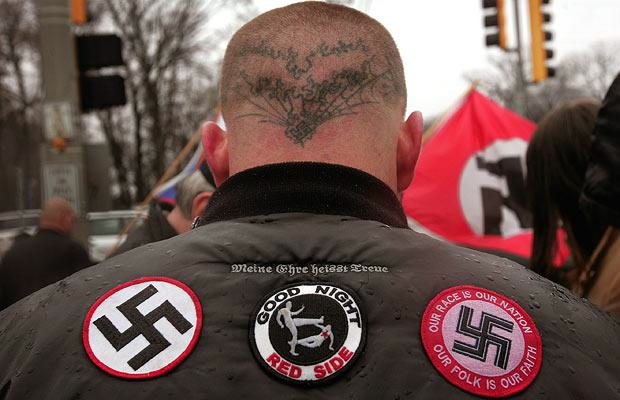 Meine Ehre heisst Treue
GOOD NIGHT
RED SIDE
OUR RACE IS OUR NATION
OUR FOLK IS OUR FAITH